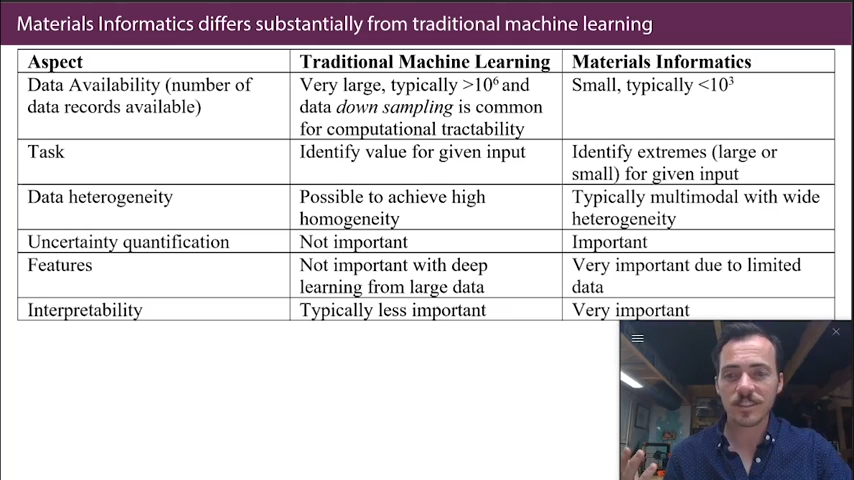 Materials Informatics differs substantially from traditional machine learning
Aspect Traditional Machine Learning Materials Informatics
Data Availability (number of data records available) Very large, typically >10⁶ and data down sampling is common for computational tractability Small, typically <10³
Task Identify value for given input Identify extremes (large or small) for given input
Data heterogeneity Possible to achieve high homogeneity Typically multimodal with wide heterogeneity
Uncertainty quantification Not important Important
Features Not important with deep learning from large data Very important due to limited data
Interpretability Typically less important Very important